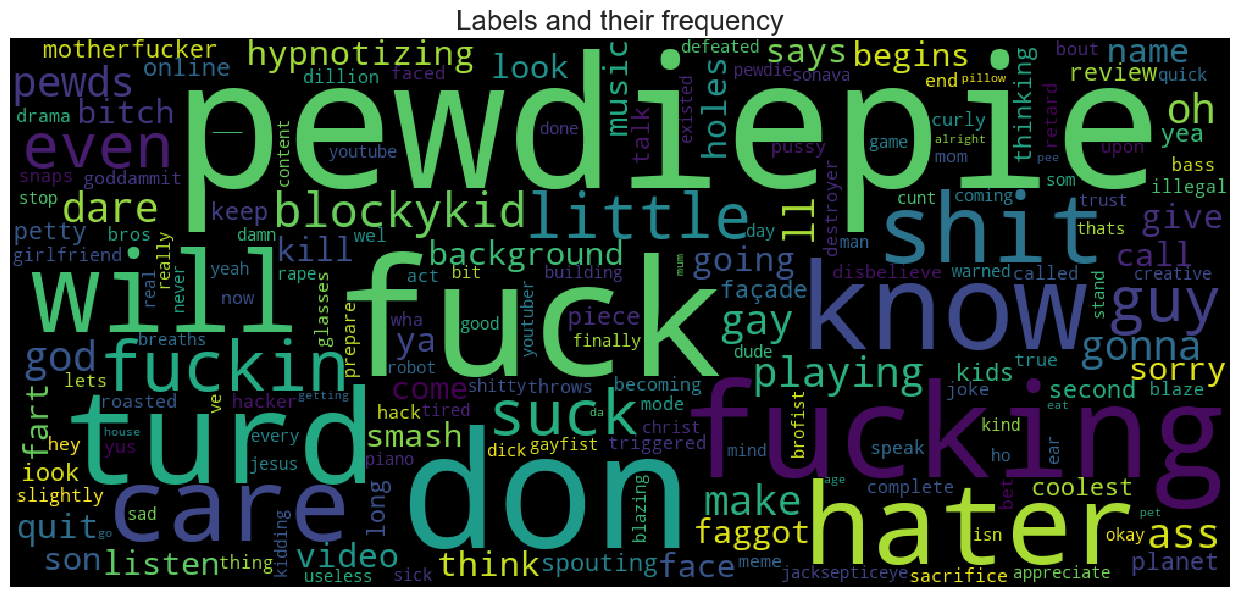 Labels and their frequency
motherfucker hypnotizing look music defeated says begins bout name
pewds online dillion faced pewdie sonava end pillow review quick
drama bitch pewdiepie holes talk existed curly thinking retard oh
even content youtube done pussy game mom alright pee upon yea
snaps goddammit destroyer cunt som bass
stop dare keep blockykid little ll shit coming trust illegal
petty bros damn wel day man thats give
girlfriend real really never kill background going disbelieve warned called call creative
will yeah rape act bit building mum façade know stand guy
now glasses fuck good youtuber piece gay
breaths prepare wha finally gonna
god fuckin ya robot dude playing kids true sorry
lets come shitty throws becoming joke second blaze
fart roasted ve hacker getting hack tired suck da mode fucking eat
turd smash christ brofist kind
hey yus house every dick gayfist triggered mind speak ho ear
iook jesus piano age complete bet coolest
slightly care don blazing make hater pet
quit go sad kidding long faggot isn okay ass
son listen thing video think spouting face meme planet
useless sick jacksepticeye sacrifice appreciate